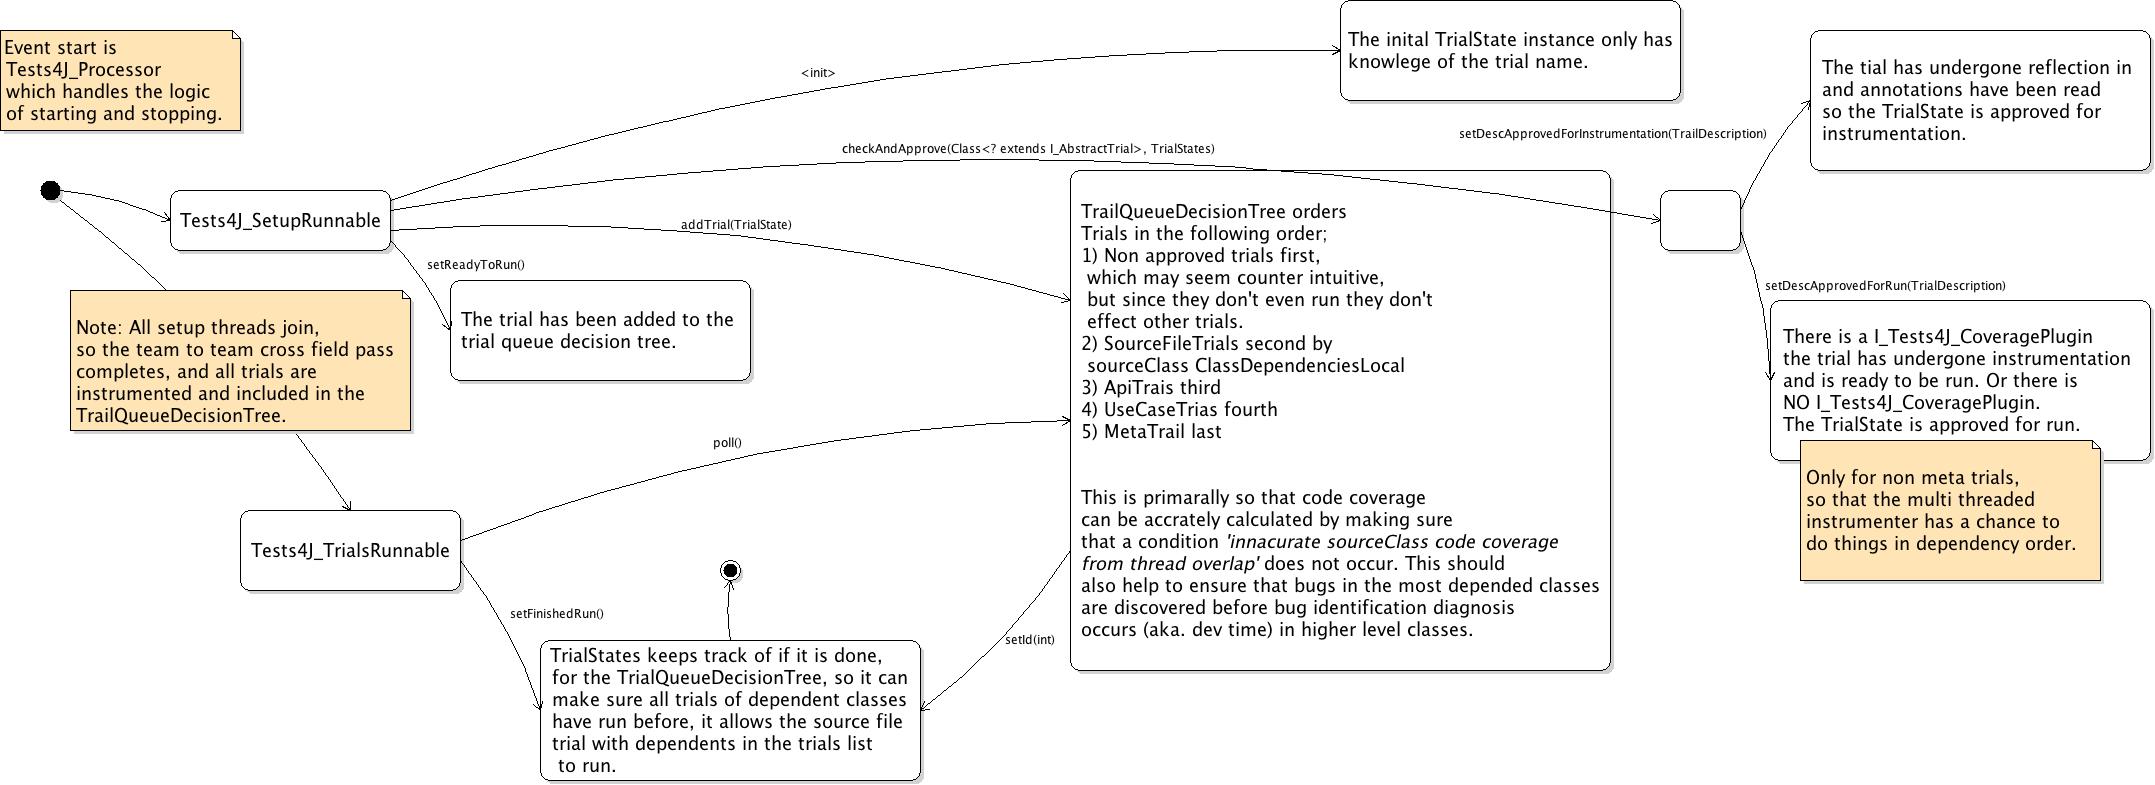 Event start is
Tests4J_Processor
which handles the logic
of starting and stopping.
<init>
The inital TrialState instance only has
knowlege of the trial name.
The tial has undergone reflection in
and annotations have been read
so the TrialState is approved for
instrumentation.
setDescApprovedForInstrumentation(TrailDescription)
checkAndApprove(Class<? extends I_AbstractTrial>, TrialStates)
Tests4J_SetupRunnable
addTrial(TrialState)
setReadyToRun()
The trial has been added to the
trial queue decision tree.
Note: All setup threads join,
so the team to team cross field pass
completes, and all trials are
instrumented and included in the
TrailQueueDecisionTree.
TrailQueueDecisionTree orders
Trials in the following order;
1) Non approved trials first,
which may seem counter intuitive,
but since they don't even run they don't
effect other trials.
2) SourceFileTrials second by
sourceClass ClassDependenciesLocal
3) ApiTrais third
4) UseCaseTrias fourth
5) MetaTrail last
This is primarally so that code coverage
can be accrately calculated by making sure
that a condition 'innacurate sourceClass code coverage
from thread overlap' does not occur. This should
also help to ensure that bugs in the most depended classes
are discovered before bug identification diagnosis
occurs (aka. dev time) in higher level classes.
setDescApprovedForRun(TrialDescription)
There is a I_Tests4J_CoveragePlugin
the trial has undergone instrumentation
and is ready to be run. Or there is
NO I_Tests4J_CoveragePlugin.
The TrialState is approved for run.
Only for non meta trials,
so that the multi threaded
instrumenter has a chance to
do things in dependency order.
poll()
Tests4J_TrialsRunnable
setFinishedRun()
setId(int)
TrialStates keeps track of if it is done,
for the TrialQueueDecisionTree, so it can
make sure all trials of dependent classes
have run before, it allows the source file
trial with dependents in the trials list
to run.